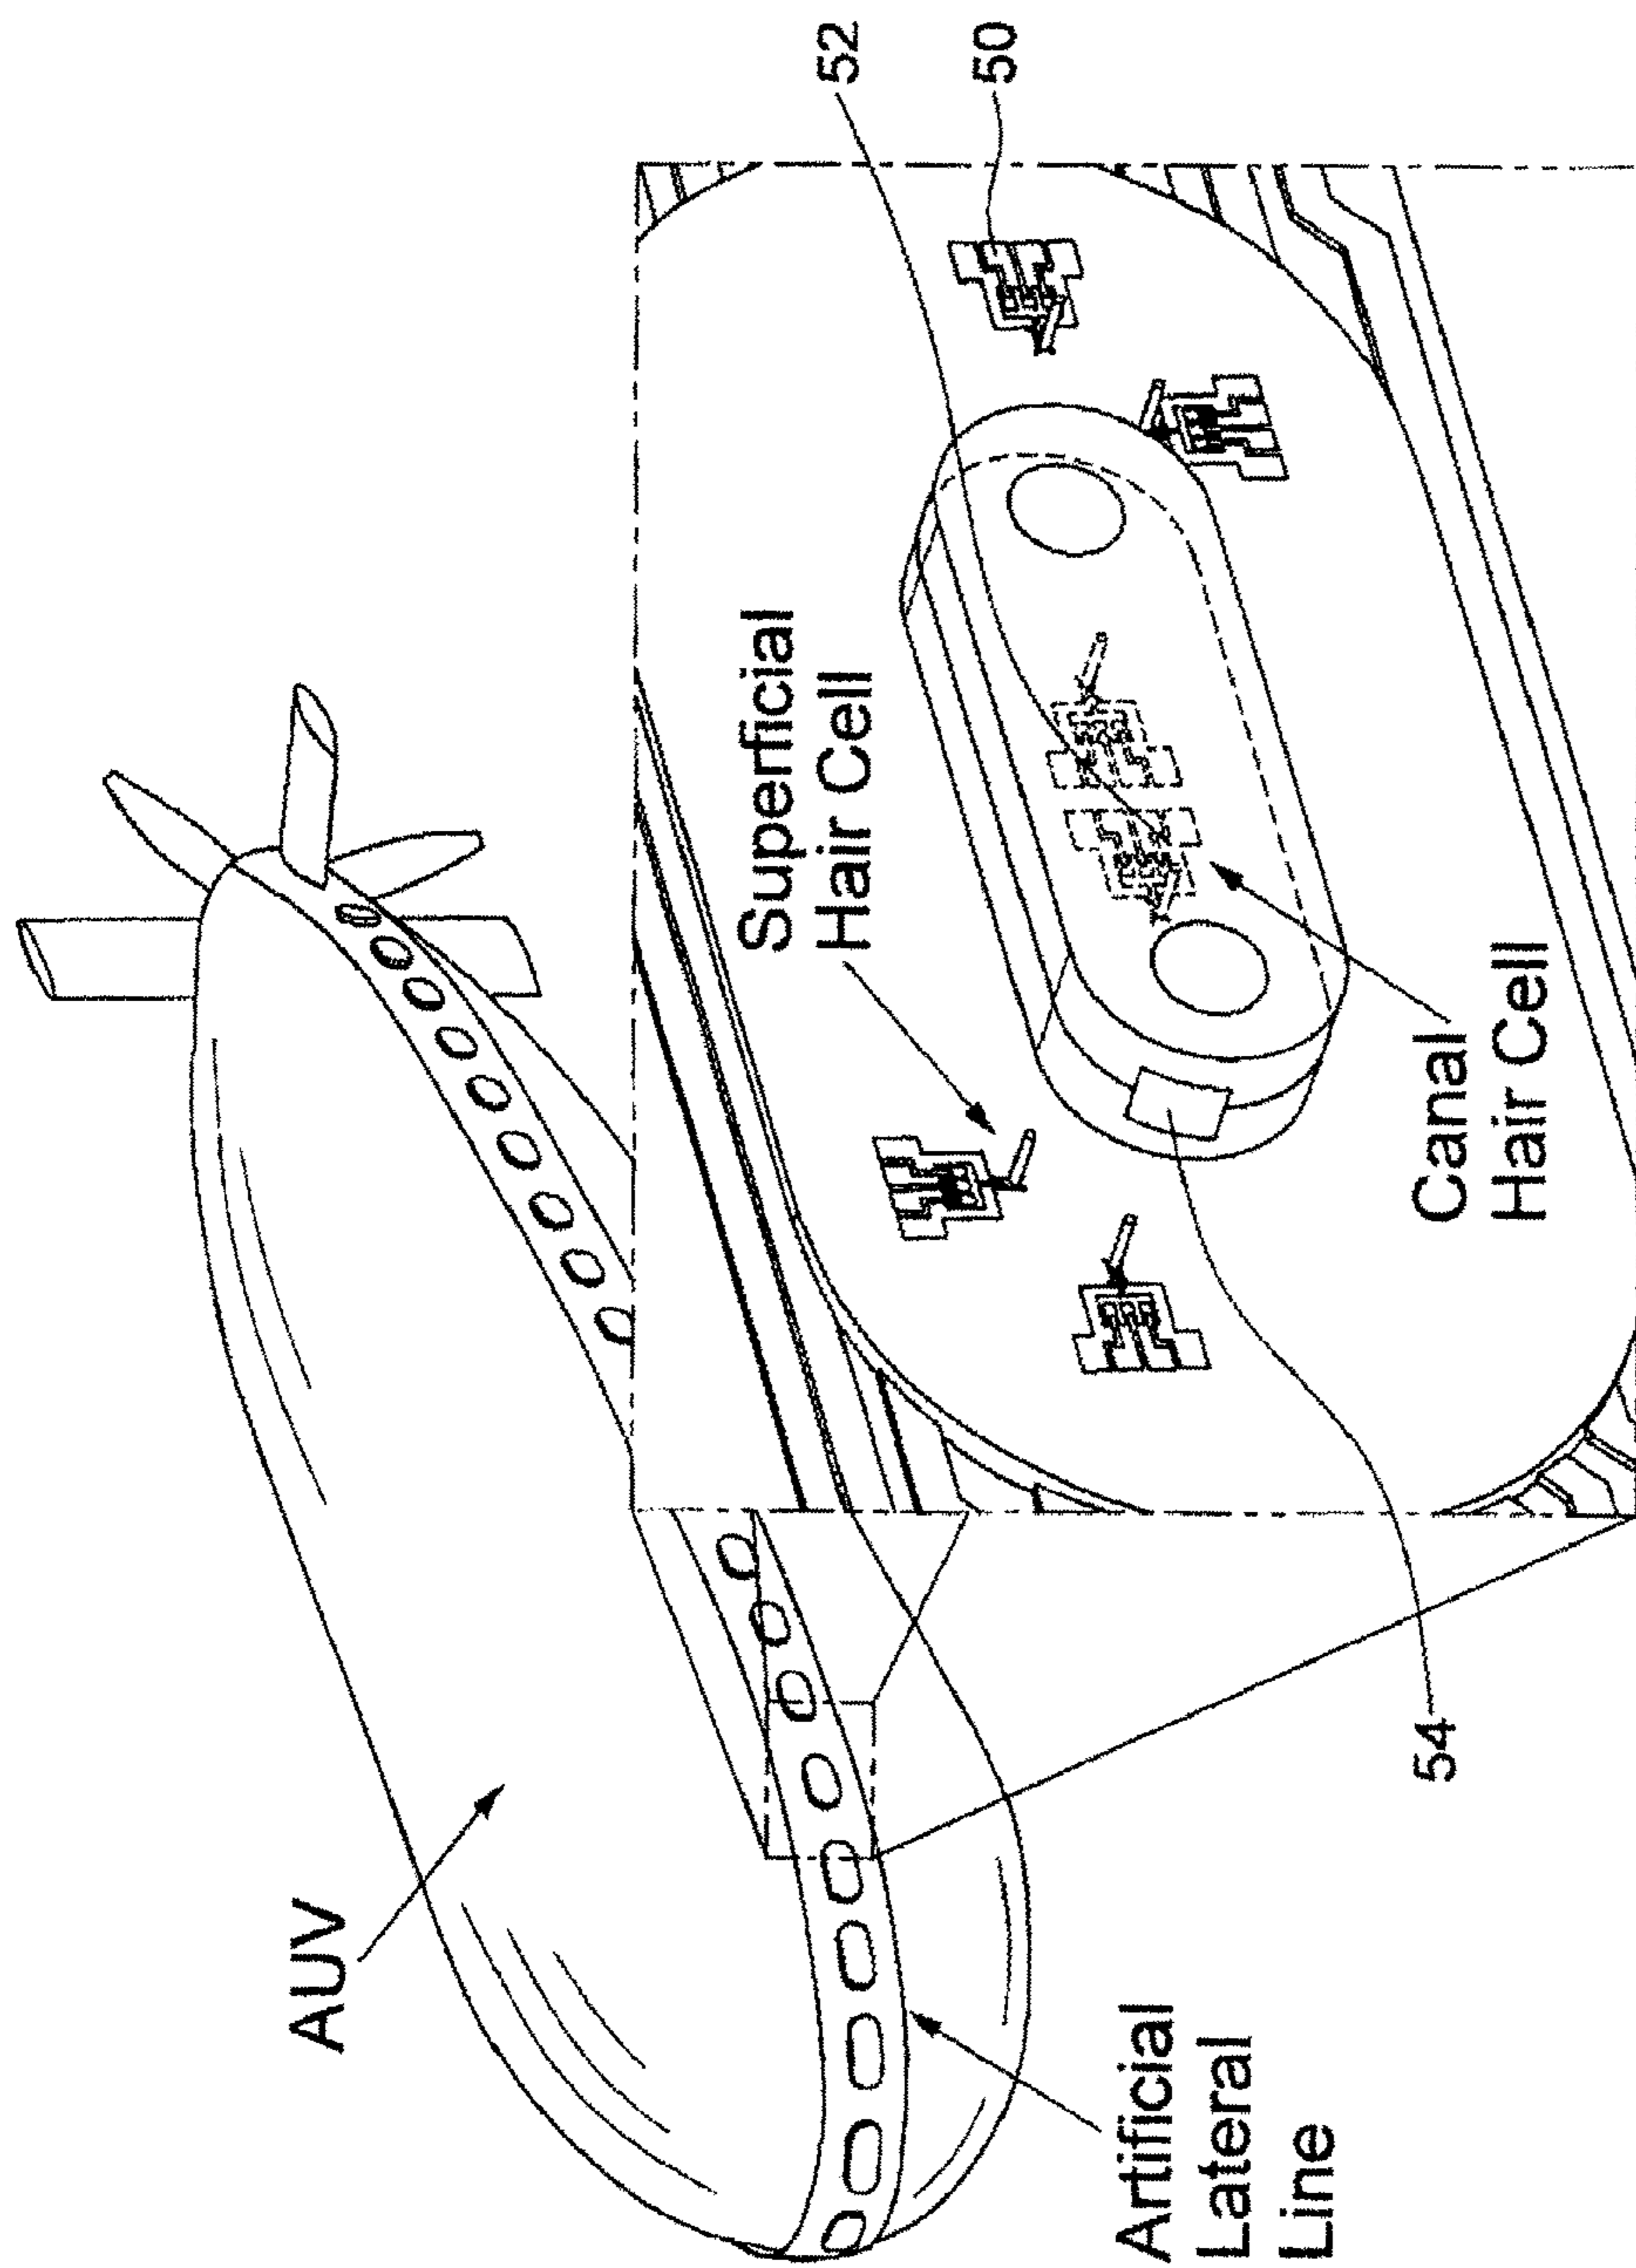 AUV
Artificial
Lateral
Line
Superficial
Hair Cell
Canal
Hair Cell
52
50
54